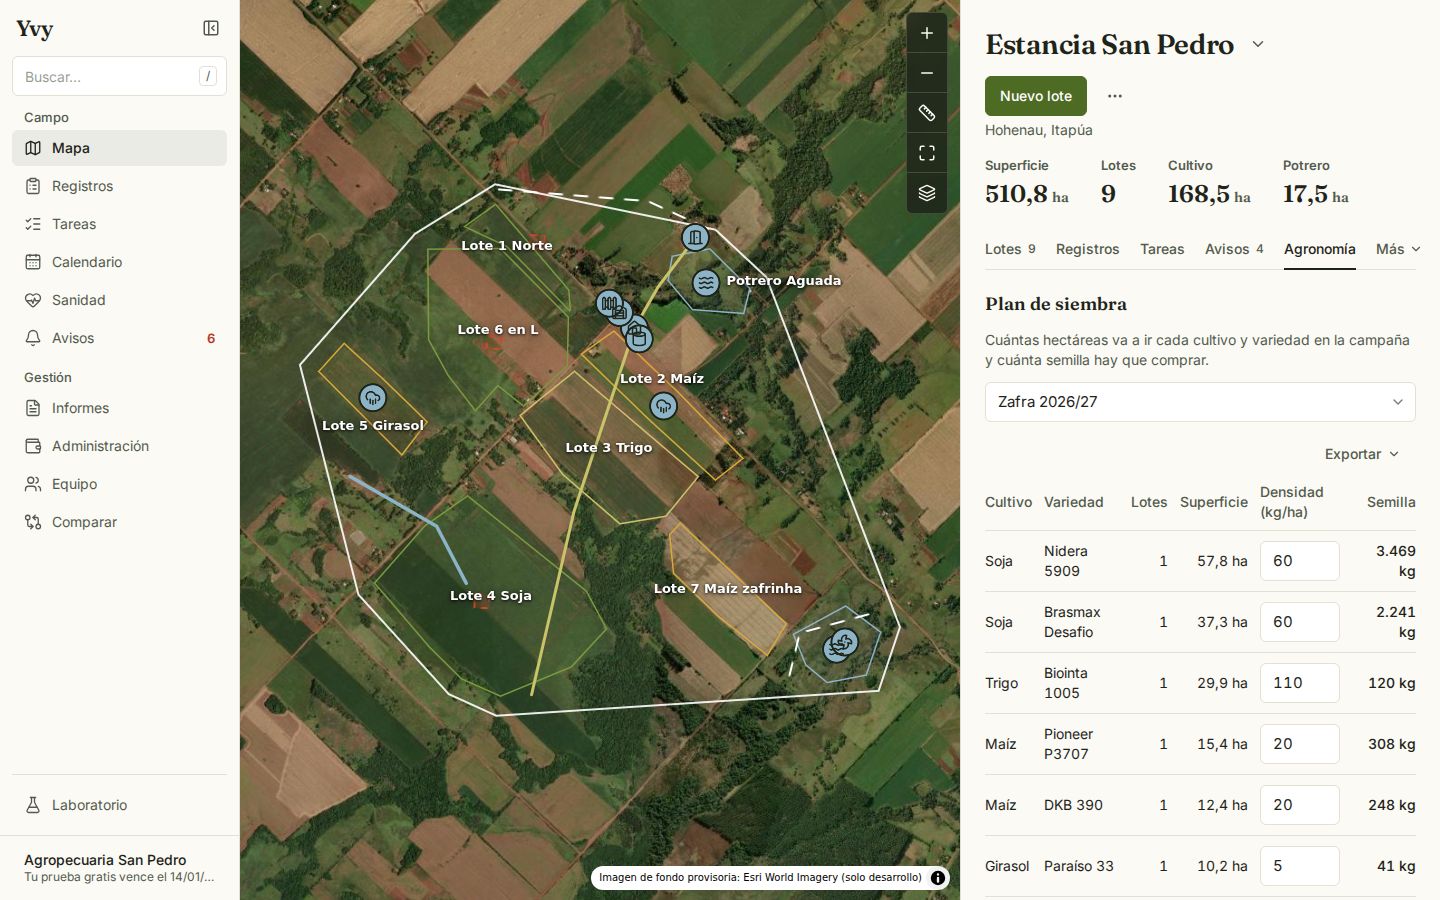 Yvy
Buscar...
/
Campo
Mapa
Registros
Tareas
Calendario
Sanidad
Avisos
6
Gestión
Informes
Administración
Equipo
Comparar
Laboratorio
Agropecuaria San Pedro
Tu prueba gratis vence el 14/01/...
Lote 1 Norte
Potrero Aguada
Lote 6 en L
Lote 2 Maíz
Lote 5 Girasol
Lote 3 Trigo
Lote 7 Maíz zafrinha
Lote 4 Soja
Imagen de fondo provisoria: Esri World Imagery (solo desarrollo)
Estancia San Pedro
Nuevo lote
Hohenau, Itapúa
Superficie Lotes Cultivo Potrero
510,8 ha 9 168,5 ha 17,5 ha
Lotes 9 Registros Tareas Avisos 4 Agronomía Más
Plan de siembra
Cuántas hectáreas va a ir cada cultivo y variedad en la campaña
y cuánta semilla hay que comprar.
Zafra 2026/27
Exportar
Cultivo Variedad Lotes Superficie Densidad (kg/ha) Semilla
Soja Nidera 5909 1 57,8 ha 60 3.469 kg
Soja Brasmax Desafio 1 37,3 ha 60 2.241 kg
Trigo Biointa 1005 1 29,9 ha 110 120 kg
Maíz Pioneer P3707 1 15,4 ha 20 308 kg
Maíz DKB 390 1 12,4 ha 20 248 kg
Girasol Paraíso 33 1 10,2 ha 5 41 kg